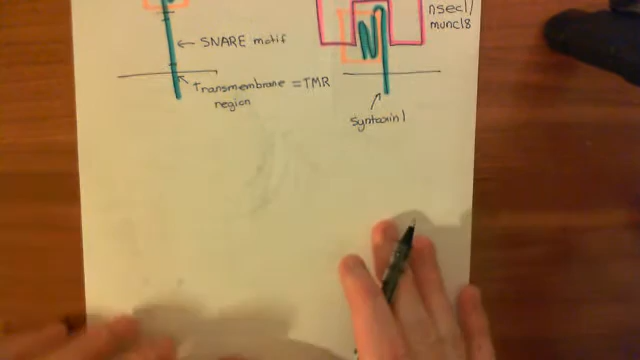 nsec1/
munc18
SNARE motif
Transmembrane = TMR
region
Syntaxin 1